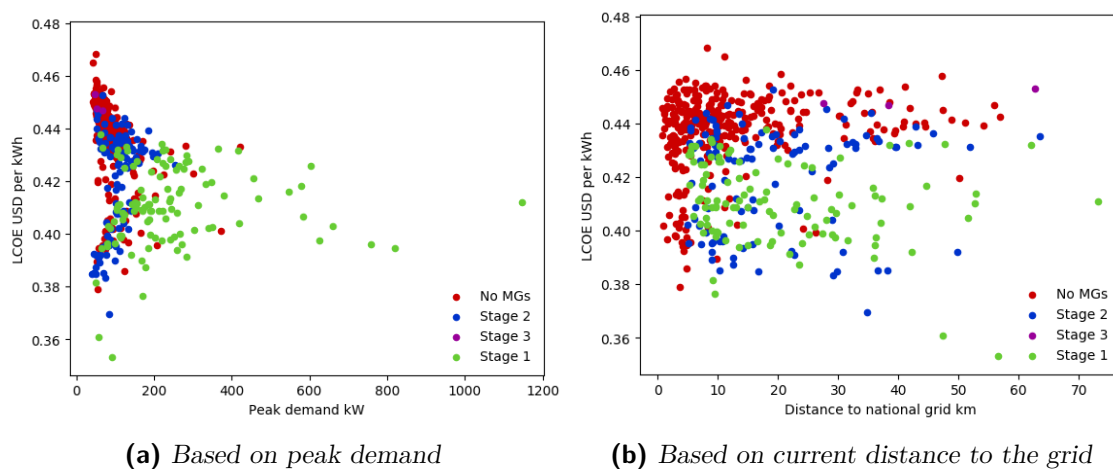 0.48
0.46
0.44
0.42
0.40
0.38
0.36
LCOE USD per kWh
No MGs
Stage 2
Stage 3
Stage 1
0 200 400 600 800 1000 1200
Peak demand kW
(a) Based on peak demand
0.48
0.46
0.44
0.42
0.40
0.38
0.36
LCOE USD per kWh
No MGs
Stage 2
Stage 3
Stage 1
0 10 20 30 40 50 60 70
Distance to national grid km
(b) Based on current distance to the grid